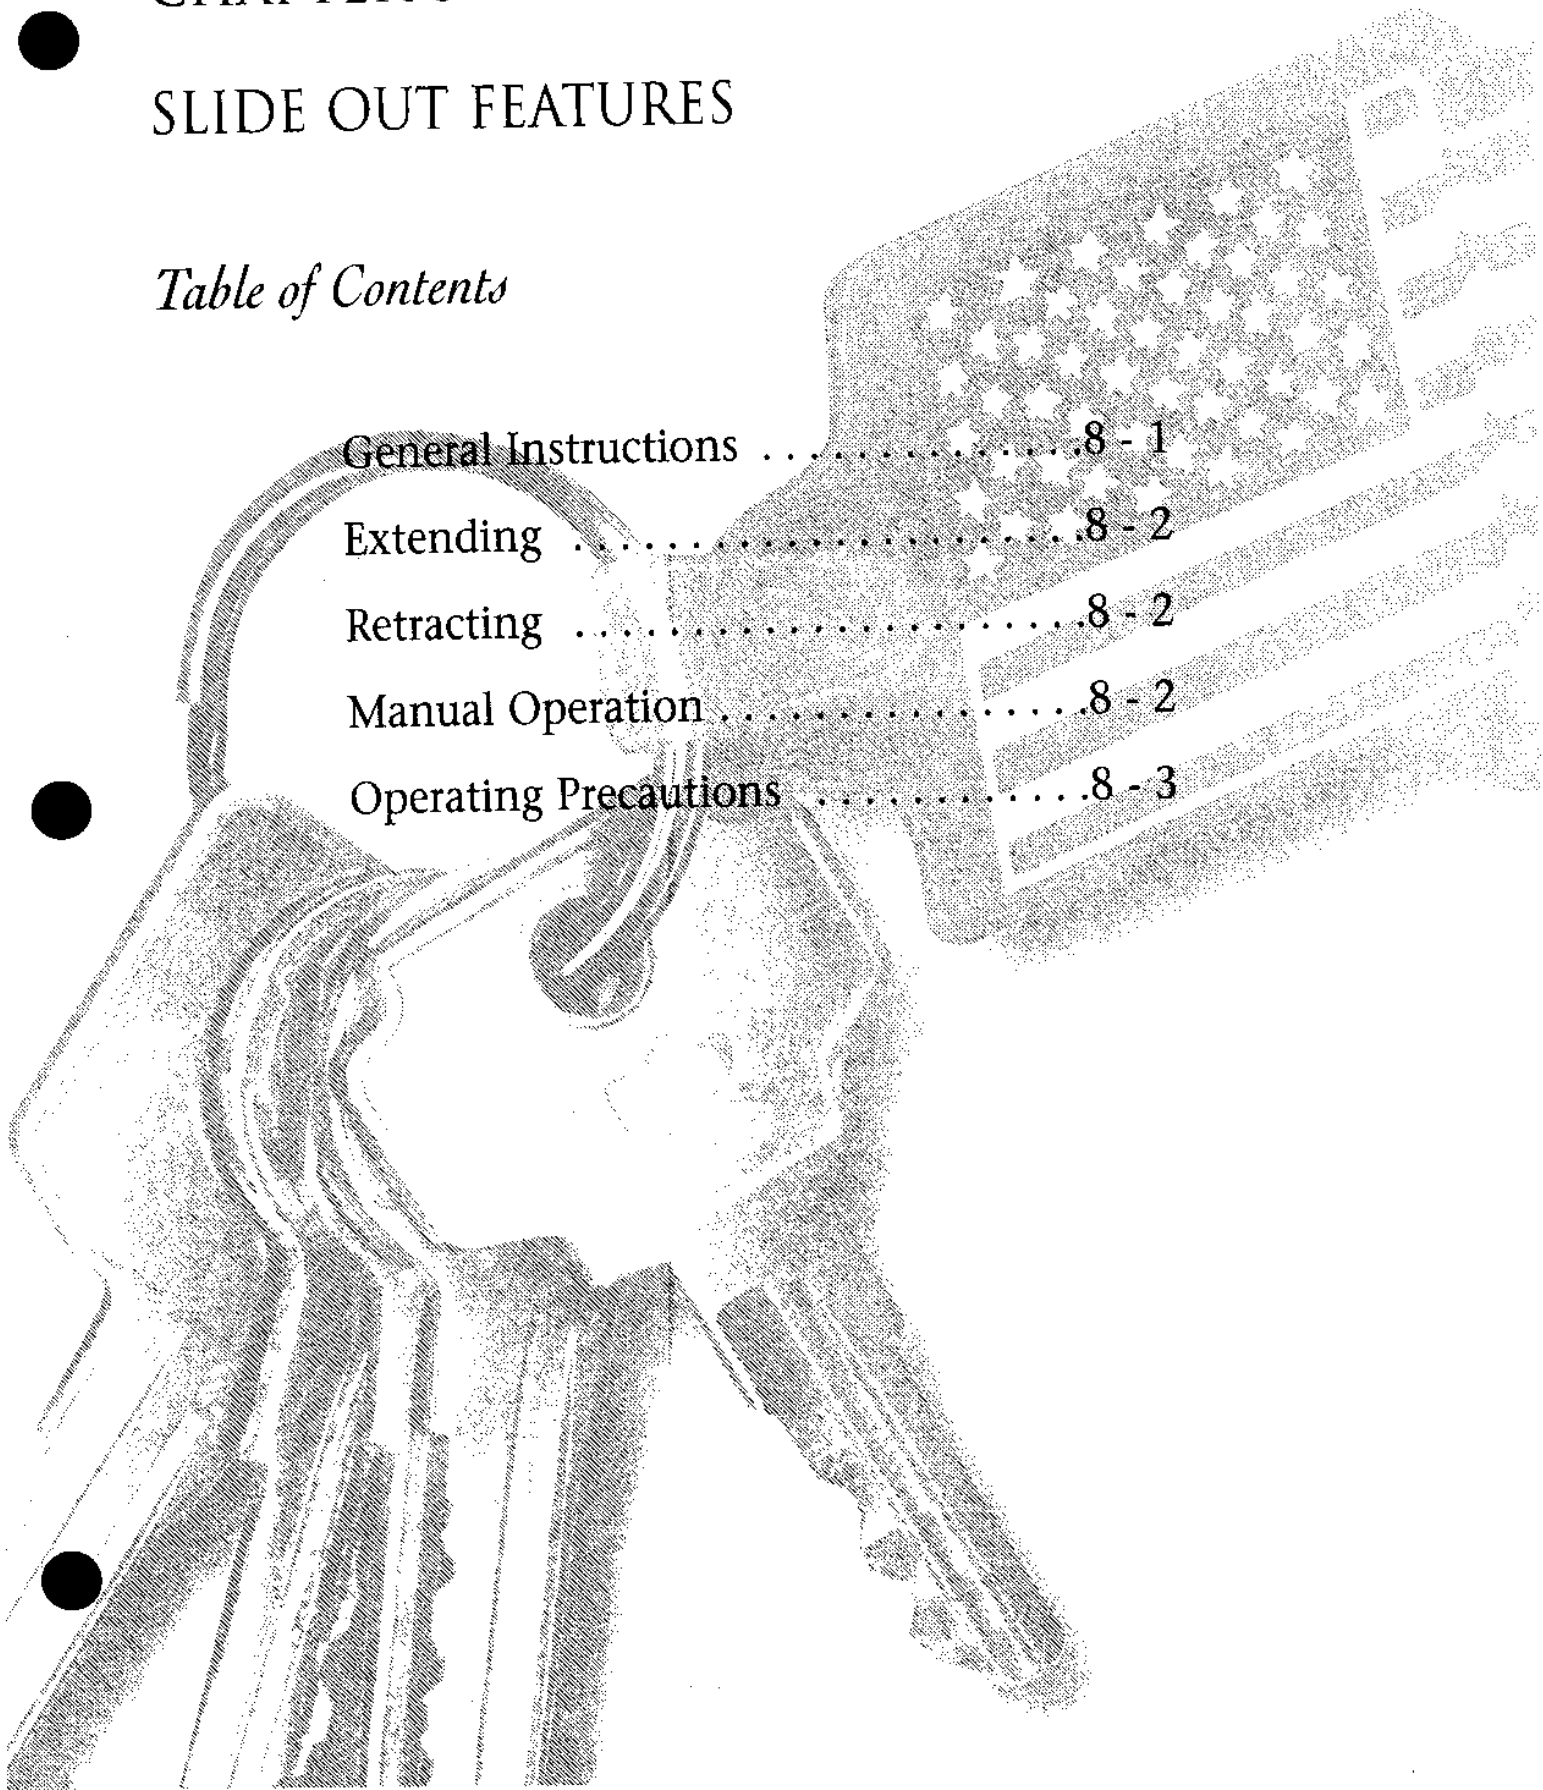 SLIDE OUT FEATURES
Table of Contents
General Instructions . . . . . . . . . . . . . .8 - 1
Extending . . . . . . . . . . . . . . . . . . . . . .8 - 2
Retracting . . . . . . . . . . . . . . . . . . . . . .8 - 2
Manual Operation . . . . . . . . . . . . . . . .8 - 2
Operating Precautions . . . . . . . . . . . .8 - 3